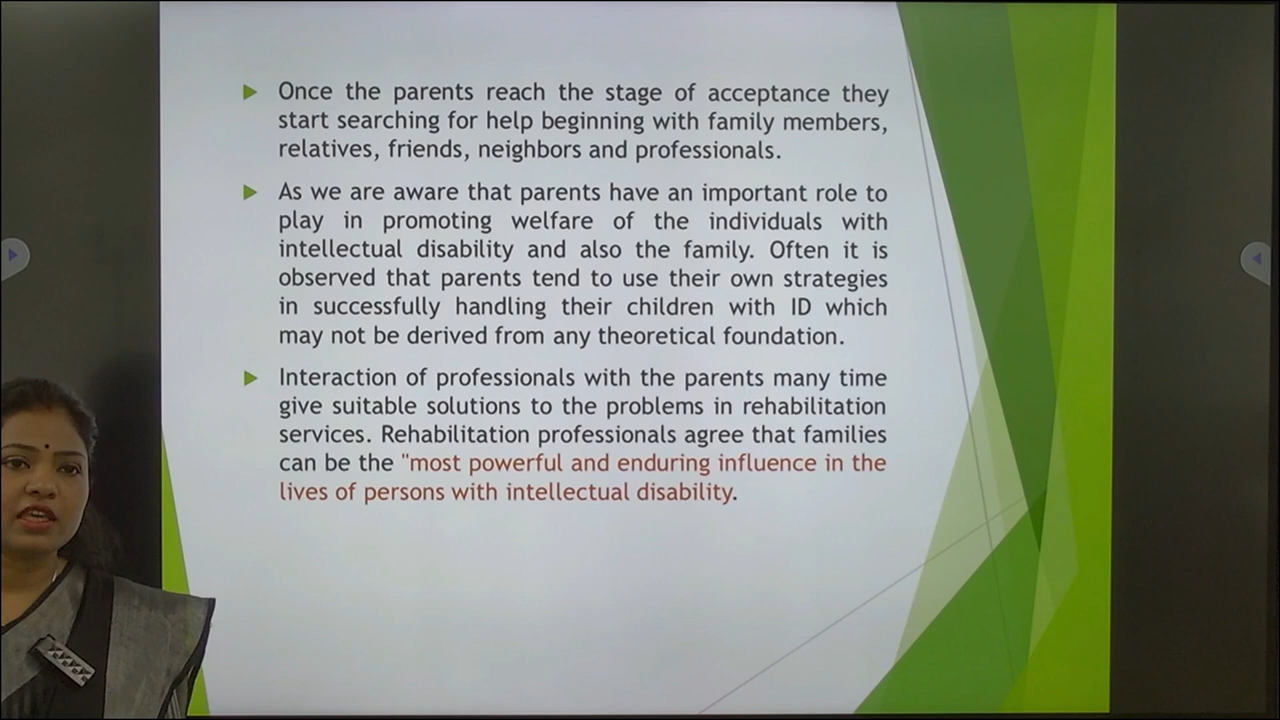 Once the parents reach the stage of acceptance they
start searching for help beginning with family members,
relatives, friends, neighbors and professionals.
As we are aware that parents have an important role to
play in promoting welfare of the individuals with
intellectual disability and also the family. Often it is
observed that parents tend to use their own strategies
in successfully handling their children with ID which
may not be derived from any theoretical foundation.
Interaction of professionals with the parents many time
give suitable solutions to the problems in rehabilitation
services. Rehabilitation professionals agree that families
can be the "most powerful and enduring influence in the
lives of persons with intellectual disability.